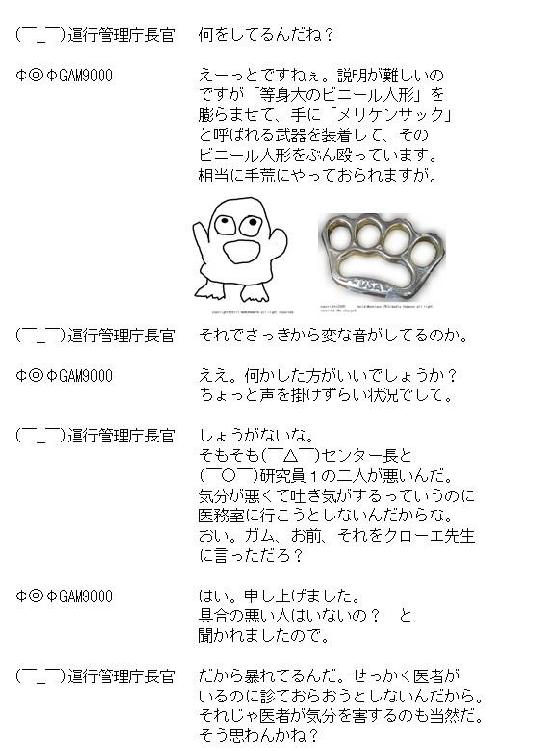 (￣_￣)運行管理庁長官　何をしてるんだね？
Φ◎ΦGAM9000　えーっとですねぇ。説明が難しいの
ですが「等身大のビニール人形」を
膨らませて、手に「メリケンサック」
と呼ばれる武器を装着して、その
ビニール人形をぶん殴っています。
相当に手荒にやっておられますが。
(￣_￣)運行管理庁長官　それでさっきから変な音がしてるのか。
Φ◎ΦGAM9000　ええ。何かした方がいいでしょうか？
ちょっと声を掛けずらい状況でして。
(￣_￣)運行管理庁長官　しょうがないな。
そもそも(￣△￣)センター長と
(￣○￣)研究員１の二人が悪いんだ。
気分が悪くて吐き気がするっていうのに
医務室に行こうとしないんだからな。
おい。ガム、お前、それをクローエ先生
に言っただろ？
Φ◎ΦGAM9000　はい。申し上げました。
具合の悪い人はいないの？　と
聞かれましたので。
(￣_￣)運行管理庁長官　だから暴れてるんだ。せっかく医者が
いるのに診ておらおうとしないんだから。
それじゃ医者が気分を害するのも当然だ。
そう思わんかね？